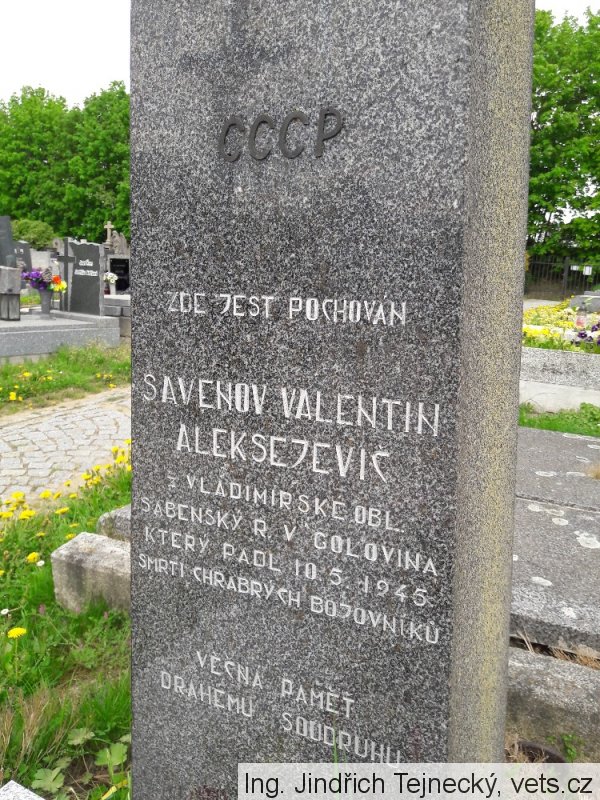 СССР
ZDE JEST POCHOVÁN
SAVENOV VALENTIN
ALEKSEJEVIČ
z VLADIMIRSKÉ OBL.
SABENSKÝ R. V. GOLOVINA
KTERÝ PADL 10.5.1945
SMRTÍ CHRABRÝCH BOJOVNÍKŮ
VĚČNÁ PAMĚŤ
DRAHÉMU SOUDRUHU
Ing. Jindřich Tejnecký, vets.cz